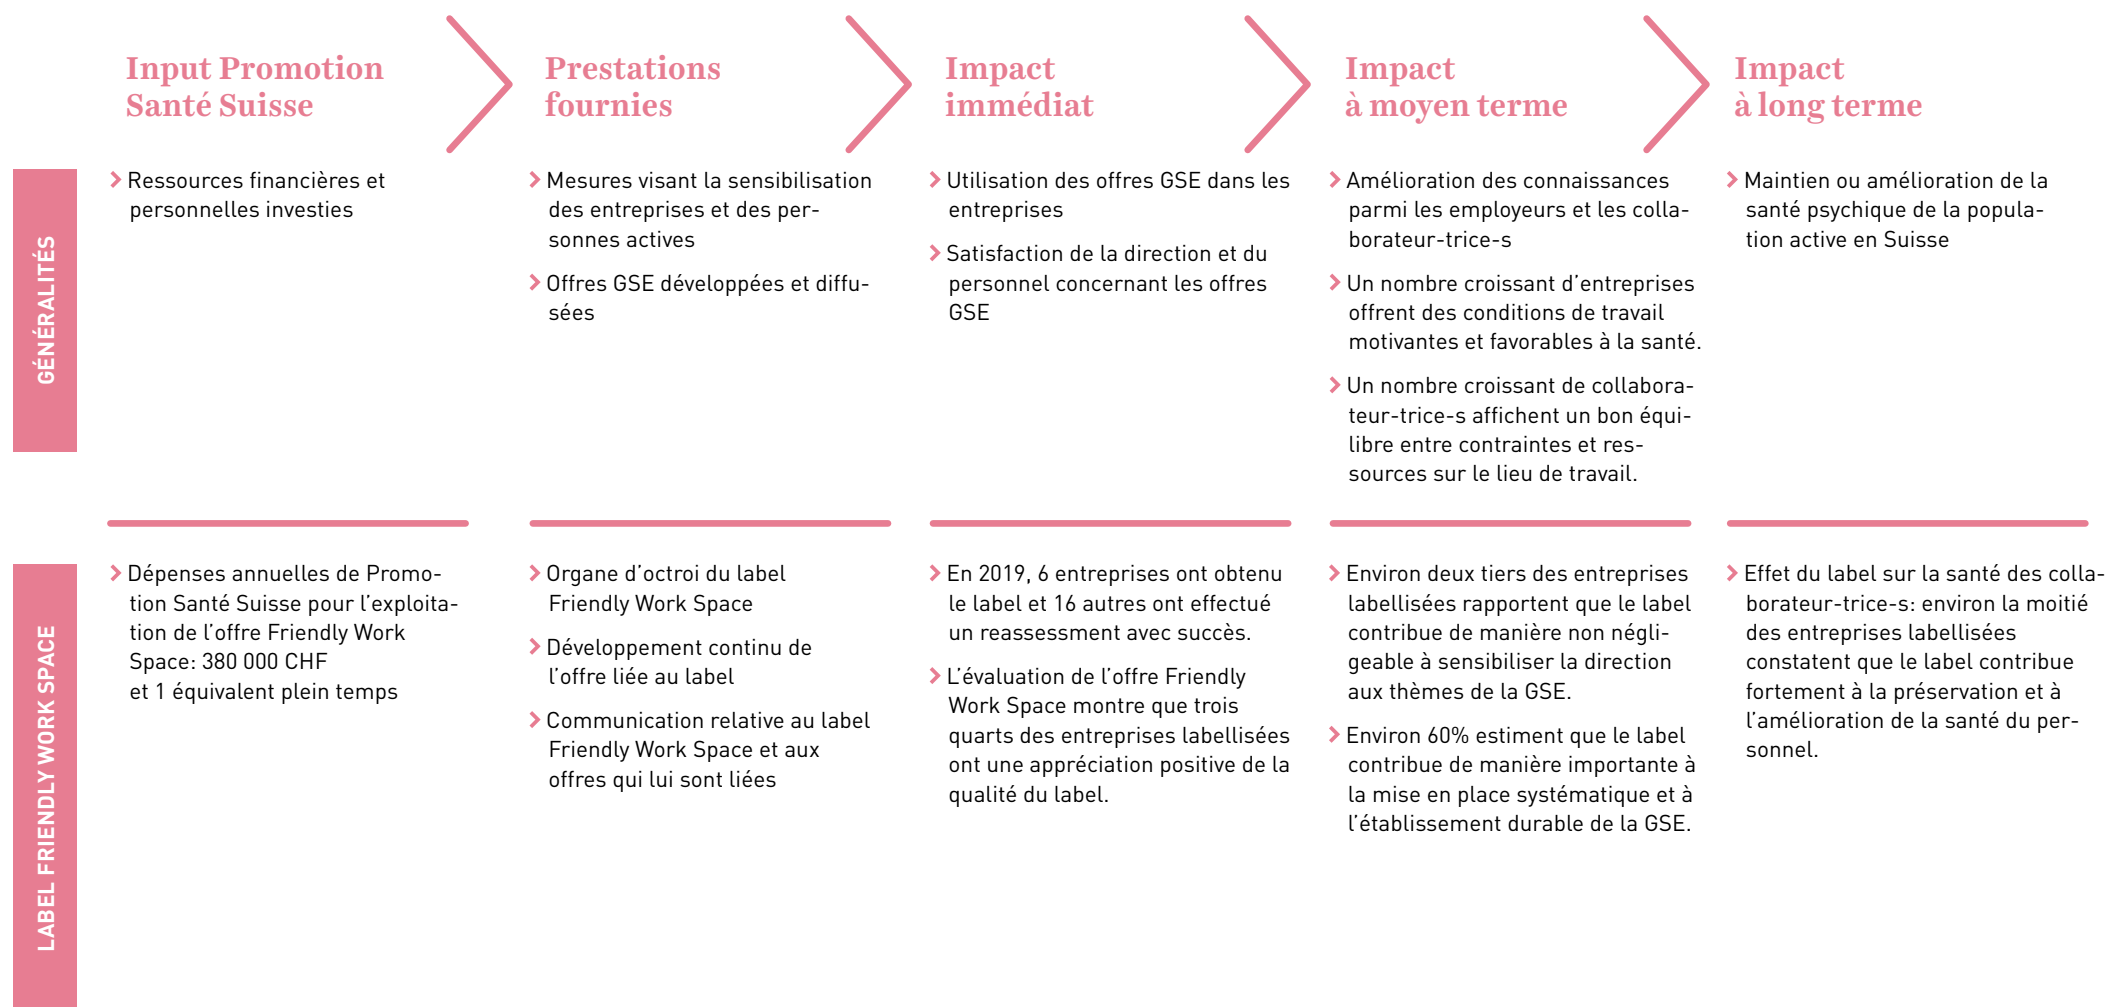 Input Promotion
Santé Suisse
Prestations
fournies
Impact
immédiat
Impact
à moyen terme
Impact
à long terme
GÉNÉRALITÉS
Ressources financières et
personnelles investies
Mesures visant la sensibilisation
des entreprises et des per-
sonnes actives
Offres GSE développées et diffu-
sées
Utilisation des offres GSE dans les
entreprises
Satisfaction de la direction et du
personnel concernant les offres
GSE
Amélioration des connaissances
parmi les employeurs et les colla-
borateur-trice-s
Un nombre croissant d’entreprises
offrent des conditions de travail
motivantes et favorables à la santé.
Un nombre croissant de collabora-
teur-trice-s affichent un bon équi-
libre entre contraintes et res-
sources sur le lieu de travail.
Maintien ou amélioration de la
santé psychique de la popula-
tion active en Suisse
LABEL FRIENDLY WORK SPACE
Dépenses annuelles de Promo-
tion Santé Suisse pour l’exploita-
tion de l’offre Friendly Work
Space: 380 000 CHF
et 1 équivalent plein temps
Organe d’octroi du label
Friendly Work Space
Développement continu de
l’offre liée au label
Communication relative au label
Friendly Work Space et aux
offres qui lui sont liées
En 2019, 6 entreprises ont obtenu
le label et 16 autres ont effectué
un reassessment avec succès.
L’évaluation de l’offre Friendly
Work Space montre que trois
quarts des entreprises labellisées
ont une appréciation positive de la
qualité du label.
Environ deux tiers des entreprises
labellisées rapportent que le label
contribue de manière non négli-
geable à sensibiliser la direction
aux thèmes de la GSE.
Environ 60% estiment que le label
contribue de manière importante à
la mise en place systématique et à
l’établissement durable de la GSE.
Effet du label sur la santé des colla-
borateur-trice-s: environ la moitié
des entreprises labellisées
constatent que le label contribue
fortement à la préservation et à
l’amélioration de la santé du per-
sonnel.